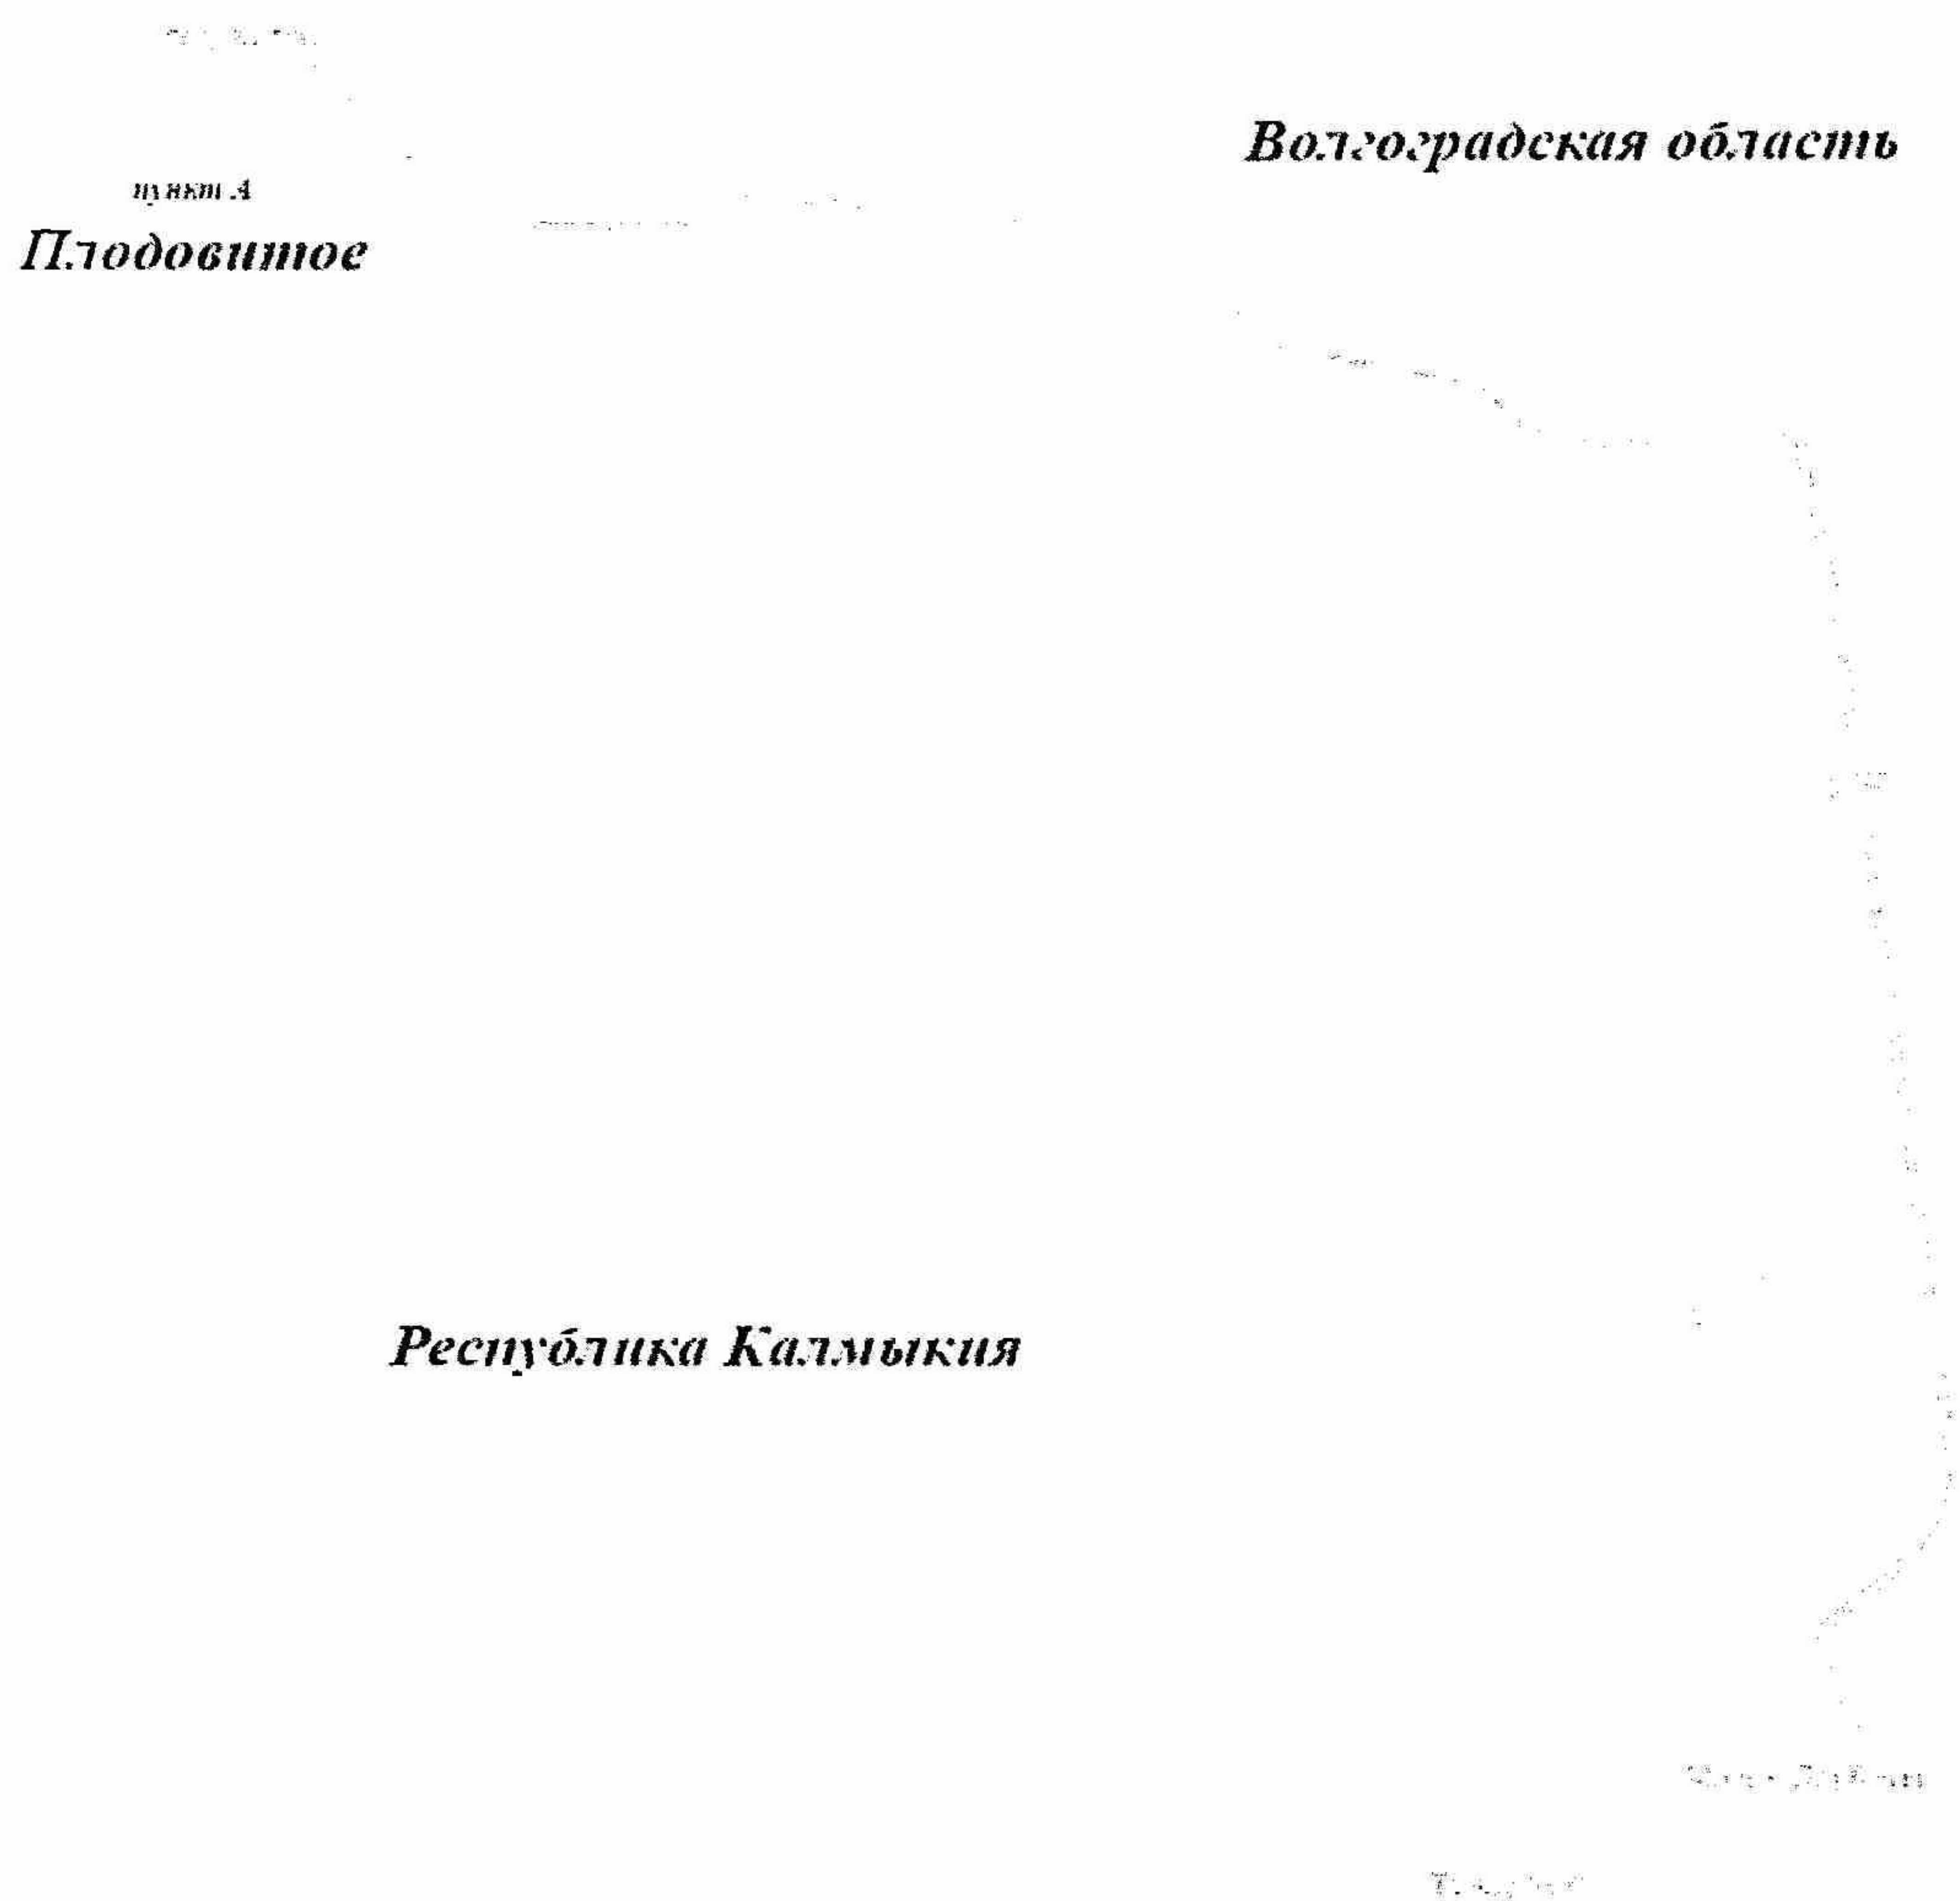 Волгоградская область
пункт А
Плодовитое
Республика Калмыкия